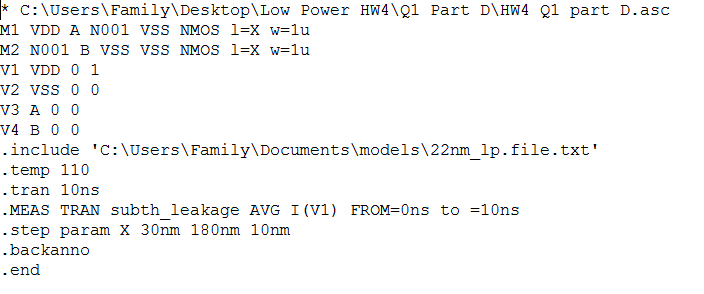 * C:\Users\Family\Desktop\Low Power HW4\Q1 Part D\HW4 Q1 part D.asc
M1 VDD A N001 VSS NMOS l=X w=1u
M2 N001 B VSS VSS NMOS l=X w=1u
V1 VDD 0 1
V2 VSS 0 0
V3 A 0 0
V4 B 0 0
.include 'C:\Users\Family\Documents\models\22nm_lp.file.txt'
.temp 110
.tran 10ns
.MEAS TRAN subth_leakage AVG I(V1) FROM=0ns to =10ns
.step param X 30nm 180nm 10nm
.backanno
.end